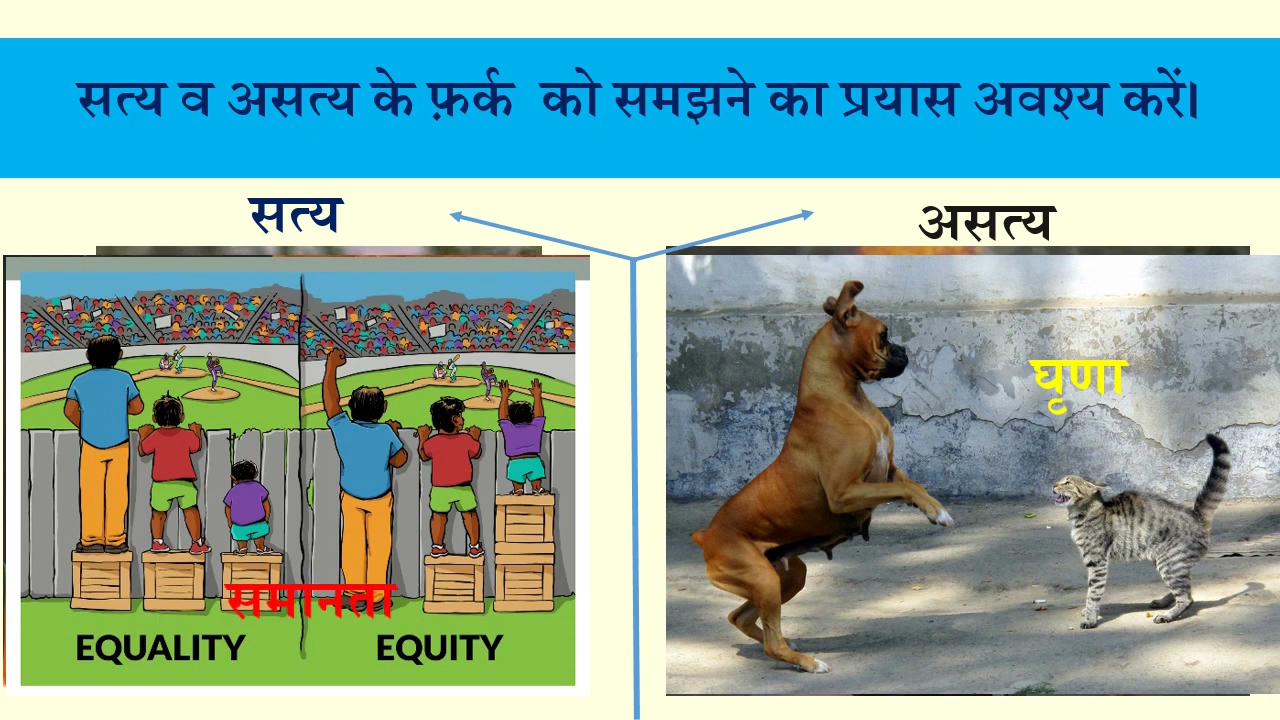 सत्य व असत्य के फ़र्क को समझने का प्रयास अवश्य करें।
सत्य
असत्य
घृणा
समानता
EQUALITY
EQUITY